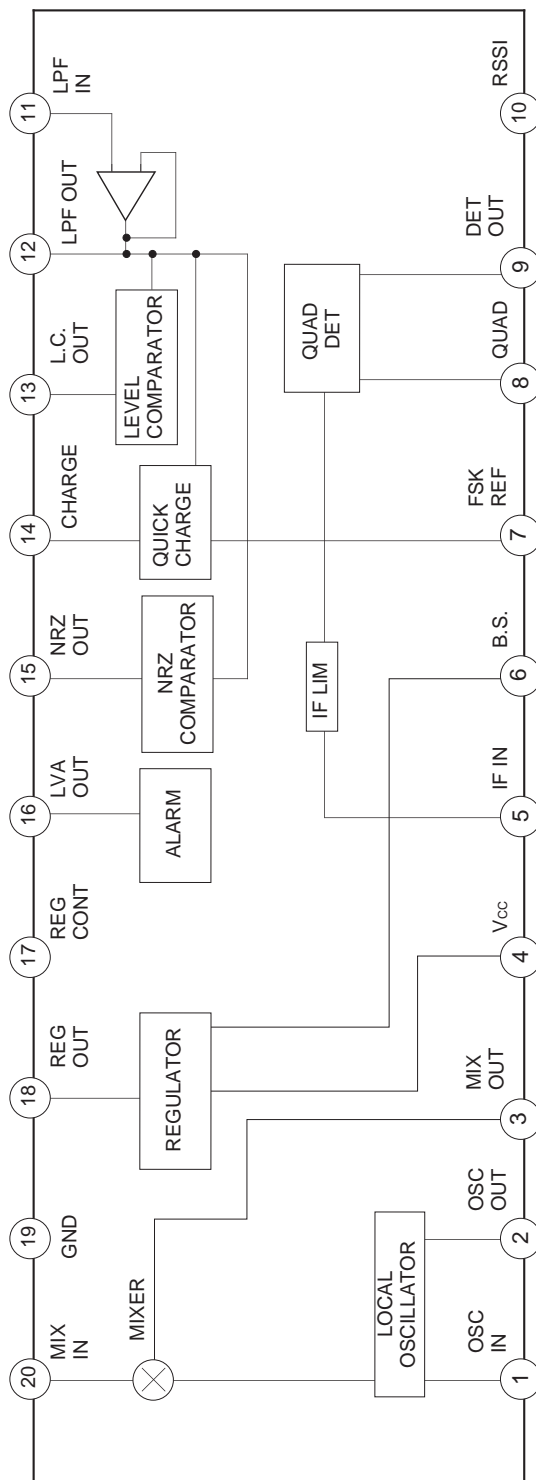 20
19
18
17
16
15
14
13
12
11
MIX
IN
GND
REG
OUT
REG
CONT
LVA
OUT
NRZ
OUT
CHARGE
L.C.
OUT
LPF OUT
LPF
IN
MIXER
REGULATOR
ALARM
NRZ
COMPARATOR
QUICK
CHARGE
LEVEL
COMPARATOR
LOCAL
OSCILLATOR
IF LIM
QUAD
DET
OSC
IN
OSC
OUT
MIX
OUT
Vcc
IF IN
B.S.
FSK
REF
QUAD
DET
OUT
RSSI
1
2
3
4
5
6
7
8
9
10